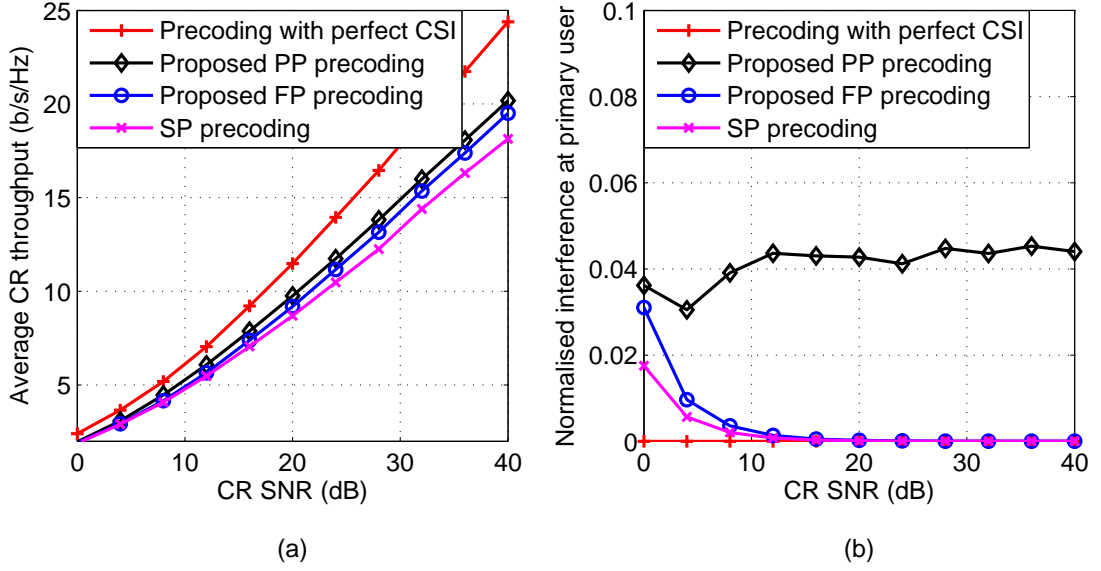 Average CR throughput (b/s/Hz)
25
20
15
10
5
0
10
20
30
40
CR SNR (dB)
Precoding with perfect CSI
Proposed PP precoding
Proposed FP precoding
SP precoding
(a)
Normalised interference at primary user
0.1
0.08
0.06
0.04
0.02
0
0
10
20
30
40
CR SNR (dB)
Precoding with perfect CSI
Proposed PP precoding
Proposed FP precoding
SP precoding
(b)